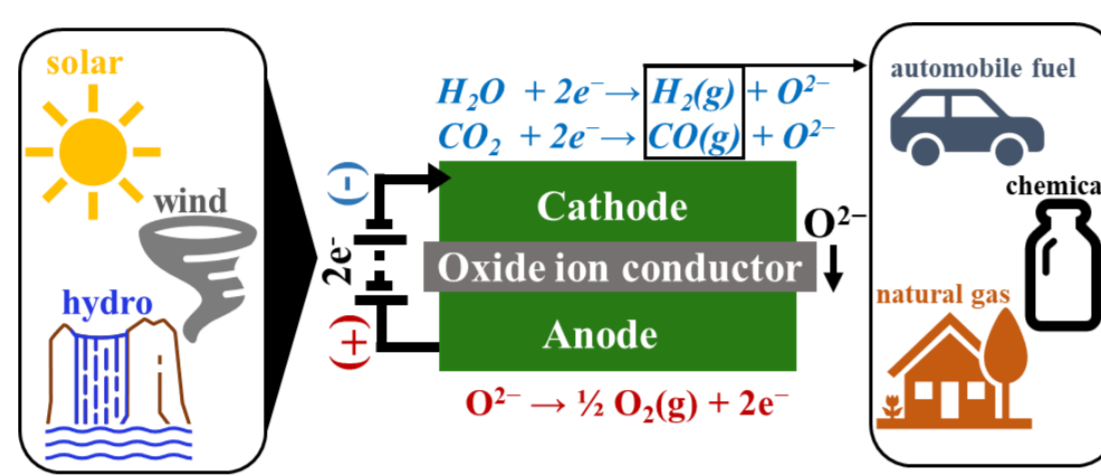 solar
wind
hydro
H₂O + 2e⁻→ H₂(g) + O²⁻
CO₂ + 2e⁻→ CO(g) + O²⁻
(-)
2e⁻
(+)
Cathode
Oxide ion conductor
Anode
O²⁻
O²⁻ → ½ O₂(g) + 2e⁻
automobile fuel
chemica
natural gas